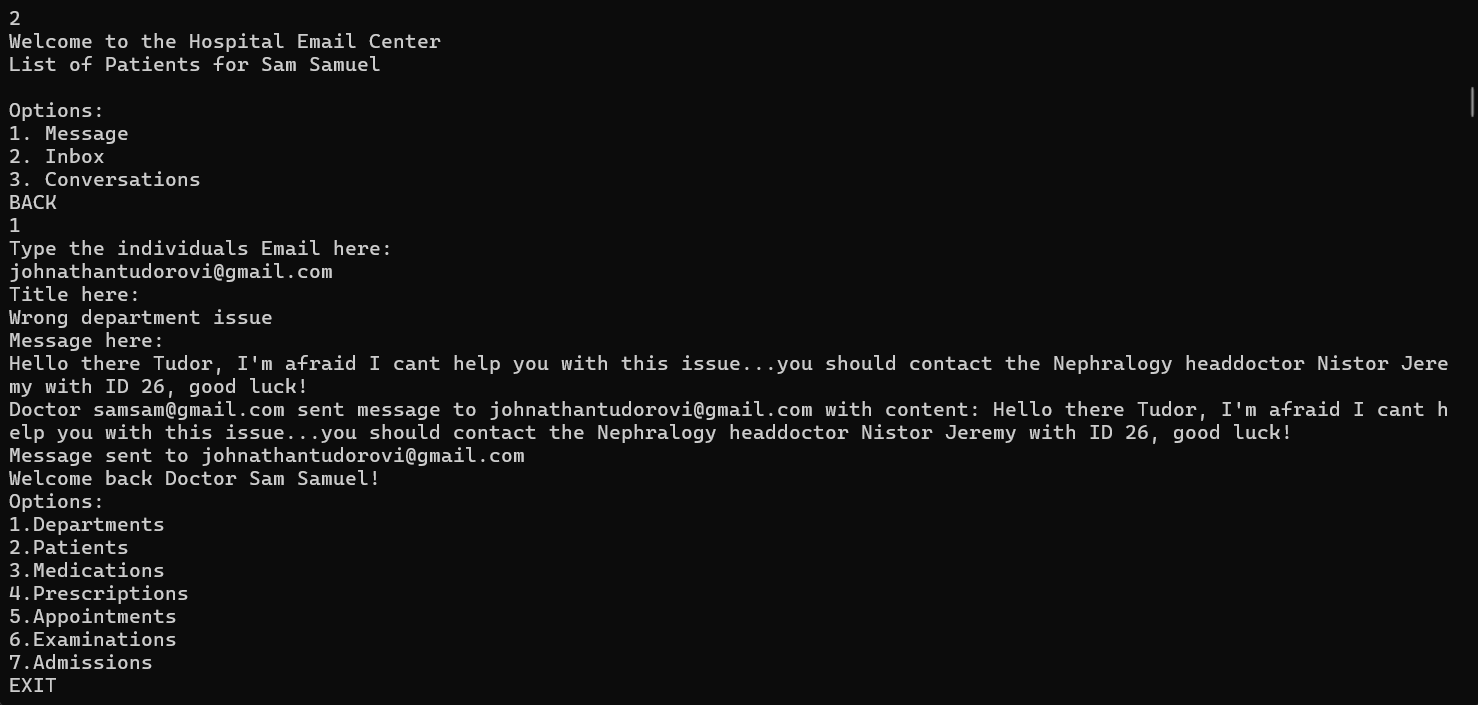 2
Welcome to the Hospital Email Center
List of Patients for Sam Samuel
Options:
1. Message
2. Inbox
3. Conversations
BACK
1
Type the individuals Email here:
johnathantudorovi@gmail.com
Title here:
Wrong department issue
Message here:
Hello there Tudor, I'm afraid I cant help you with this issue...you should contact the Nephralogy headdoctor Nistor Jere
my with ID 26, good luck!
Doctor samsam@gmail.com sent message to johnathantudorovi@gmail.com with content: Hello there Tudor, I'm afraid I cant h
elp you with this issue...you should contact the Nephralogy headdoctor Nistor Jeremy with ID 26, good luck!
Message sent to johnathantudorovi@gmail.com
Welcome back Doctor Sam Samuel!
Options:
1.Departments
2.Patients
3.Medications
4.Prescriptions
5.Appointments
6.Examinations
7.Admissions
EXIT